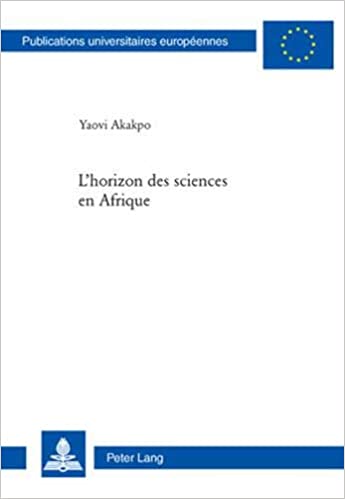 Publications universitaires européennes
Yaovi Akakpo
L'horizon des sciences
en Afrique
Peter Lang